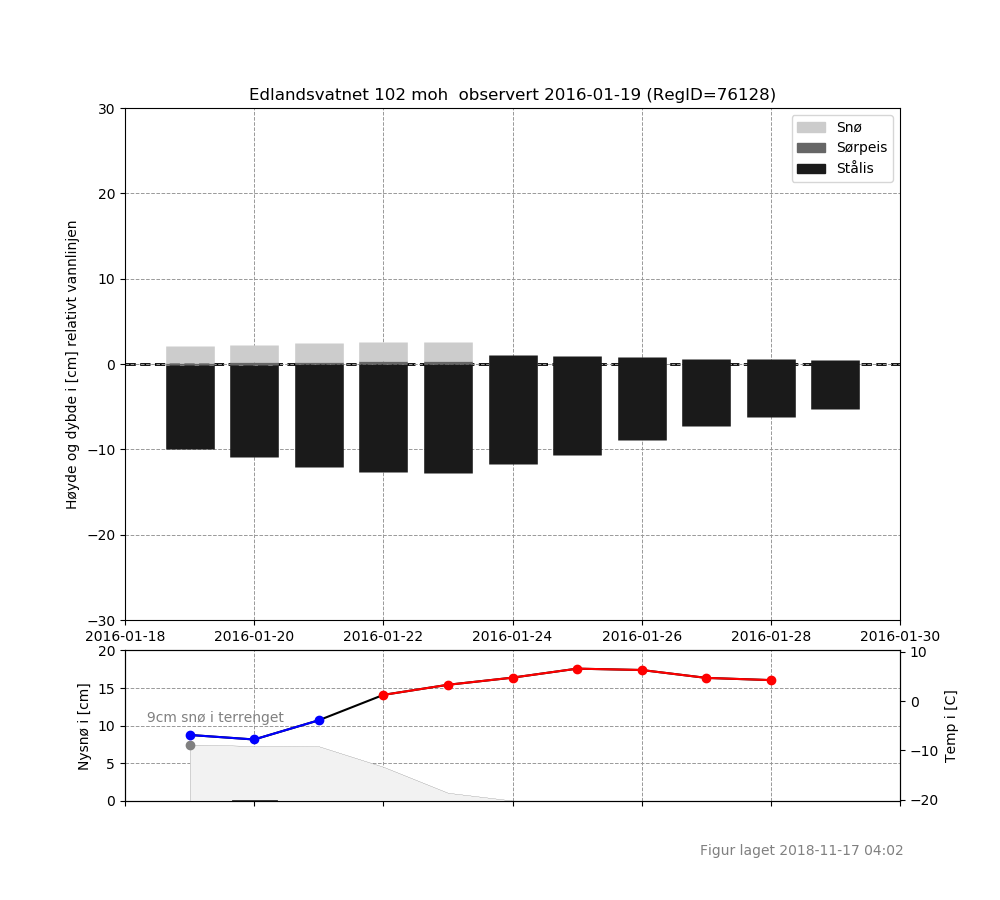 Edlandsvatnet 102 moh  observert 2016-01-19 (RegID=76128)
Høyde og dybde i [cm] relativt vannlinjen
30
20
10
0
−10
−20
−30
Snø
Sørpeis
Stålis
2016-01-18 2016-01-20 2016-01-22 2016-01-24 2016-01-26 2016-01-28 2016-01-30
Nysnø i [cm]
20
15
10
5
0
9cm snø i terrenget
10
0
−10
−20
Temp i [C]
Figur laget 2018-11-17 04:02